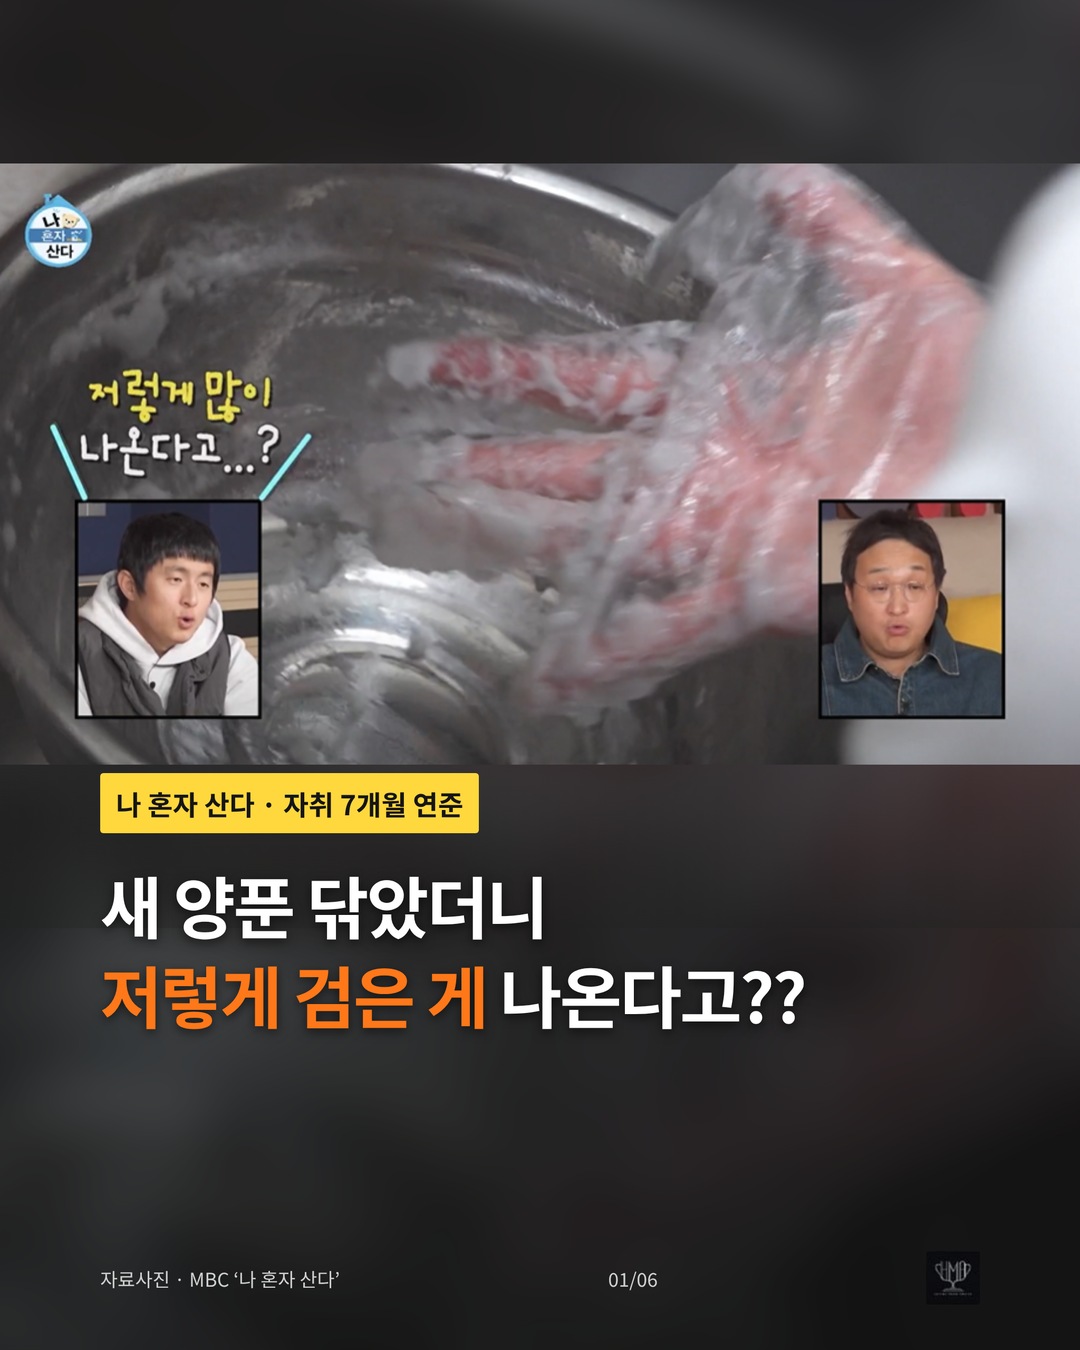 나
혼자
산다
저렇게 많이
나온다고...?
나 혼자 산다 · 자취 7개월 연준
새 양푼 닦았더니
저렇게 검은 게 나온다고??
자료사진 · MBC ‘나 혼자 산다’
01/06